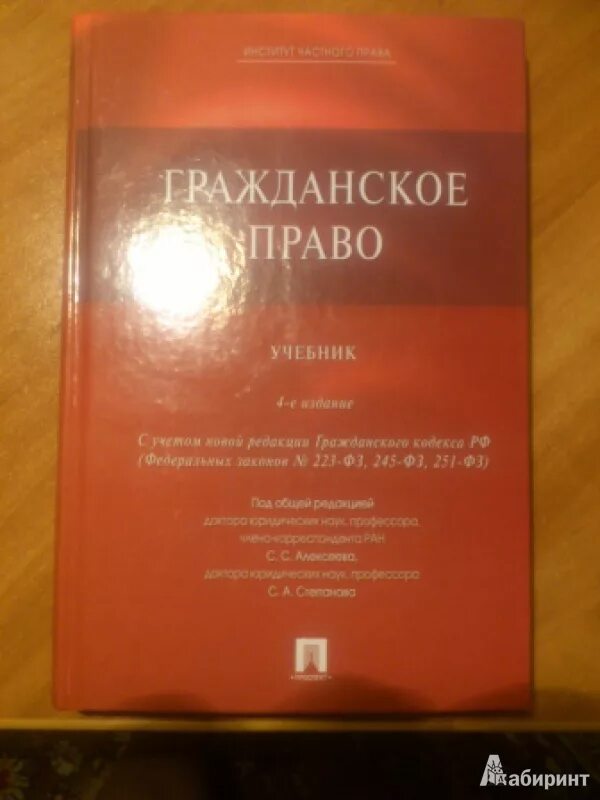 ИНСТИТУТ ЧАСТНОГО ПРАВА
ГРАЖДАНСКОЕ
ПРАВО
УЧЕБНИК
4-е издание
С учетом новой редакции Гражданского кодекса РФ
(Федеральных законов № 223-ФЗ, 245-ФЗ, 251-ФЗ)
Под общей редакцией
доктора юридических наук, профессора,
члена-корреспондента РАН
С. С. Алексеева,
доктора юридических наук, профессора
С. А. Степанова
• ПРОСПЕКТ •
Лабиринт